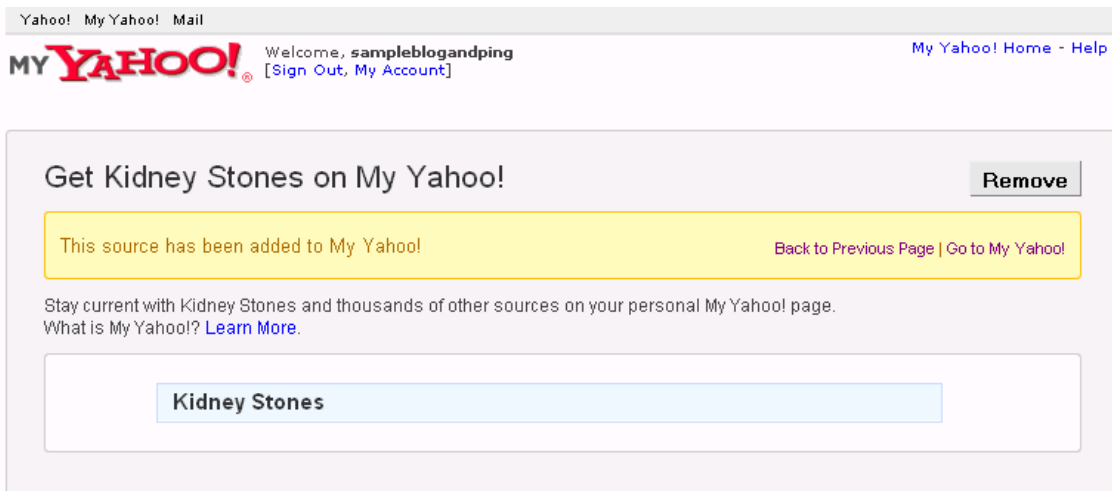 Yahoo! My Yahoo! Mail
MY YAHOO!® Welcome, sampleblogandping
[Sign Out, My Account]
My Yahoo! Home - Help
Get Kidney Stones on My Yahoo!
Remove
This source has been added to My Yahoo!
Back to Previous Page | Go to My Yahoo!
Stay current with Kidney Stones and thousands of other sources on your personal My Yahoo! page.
What is My Yahoo!? Learn More.
Kidney Stones